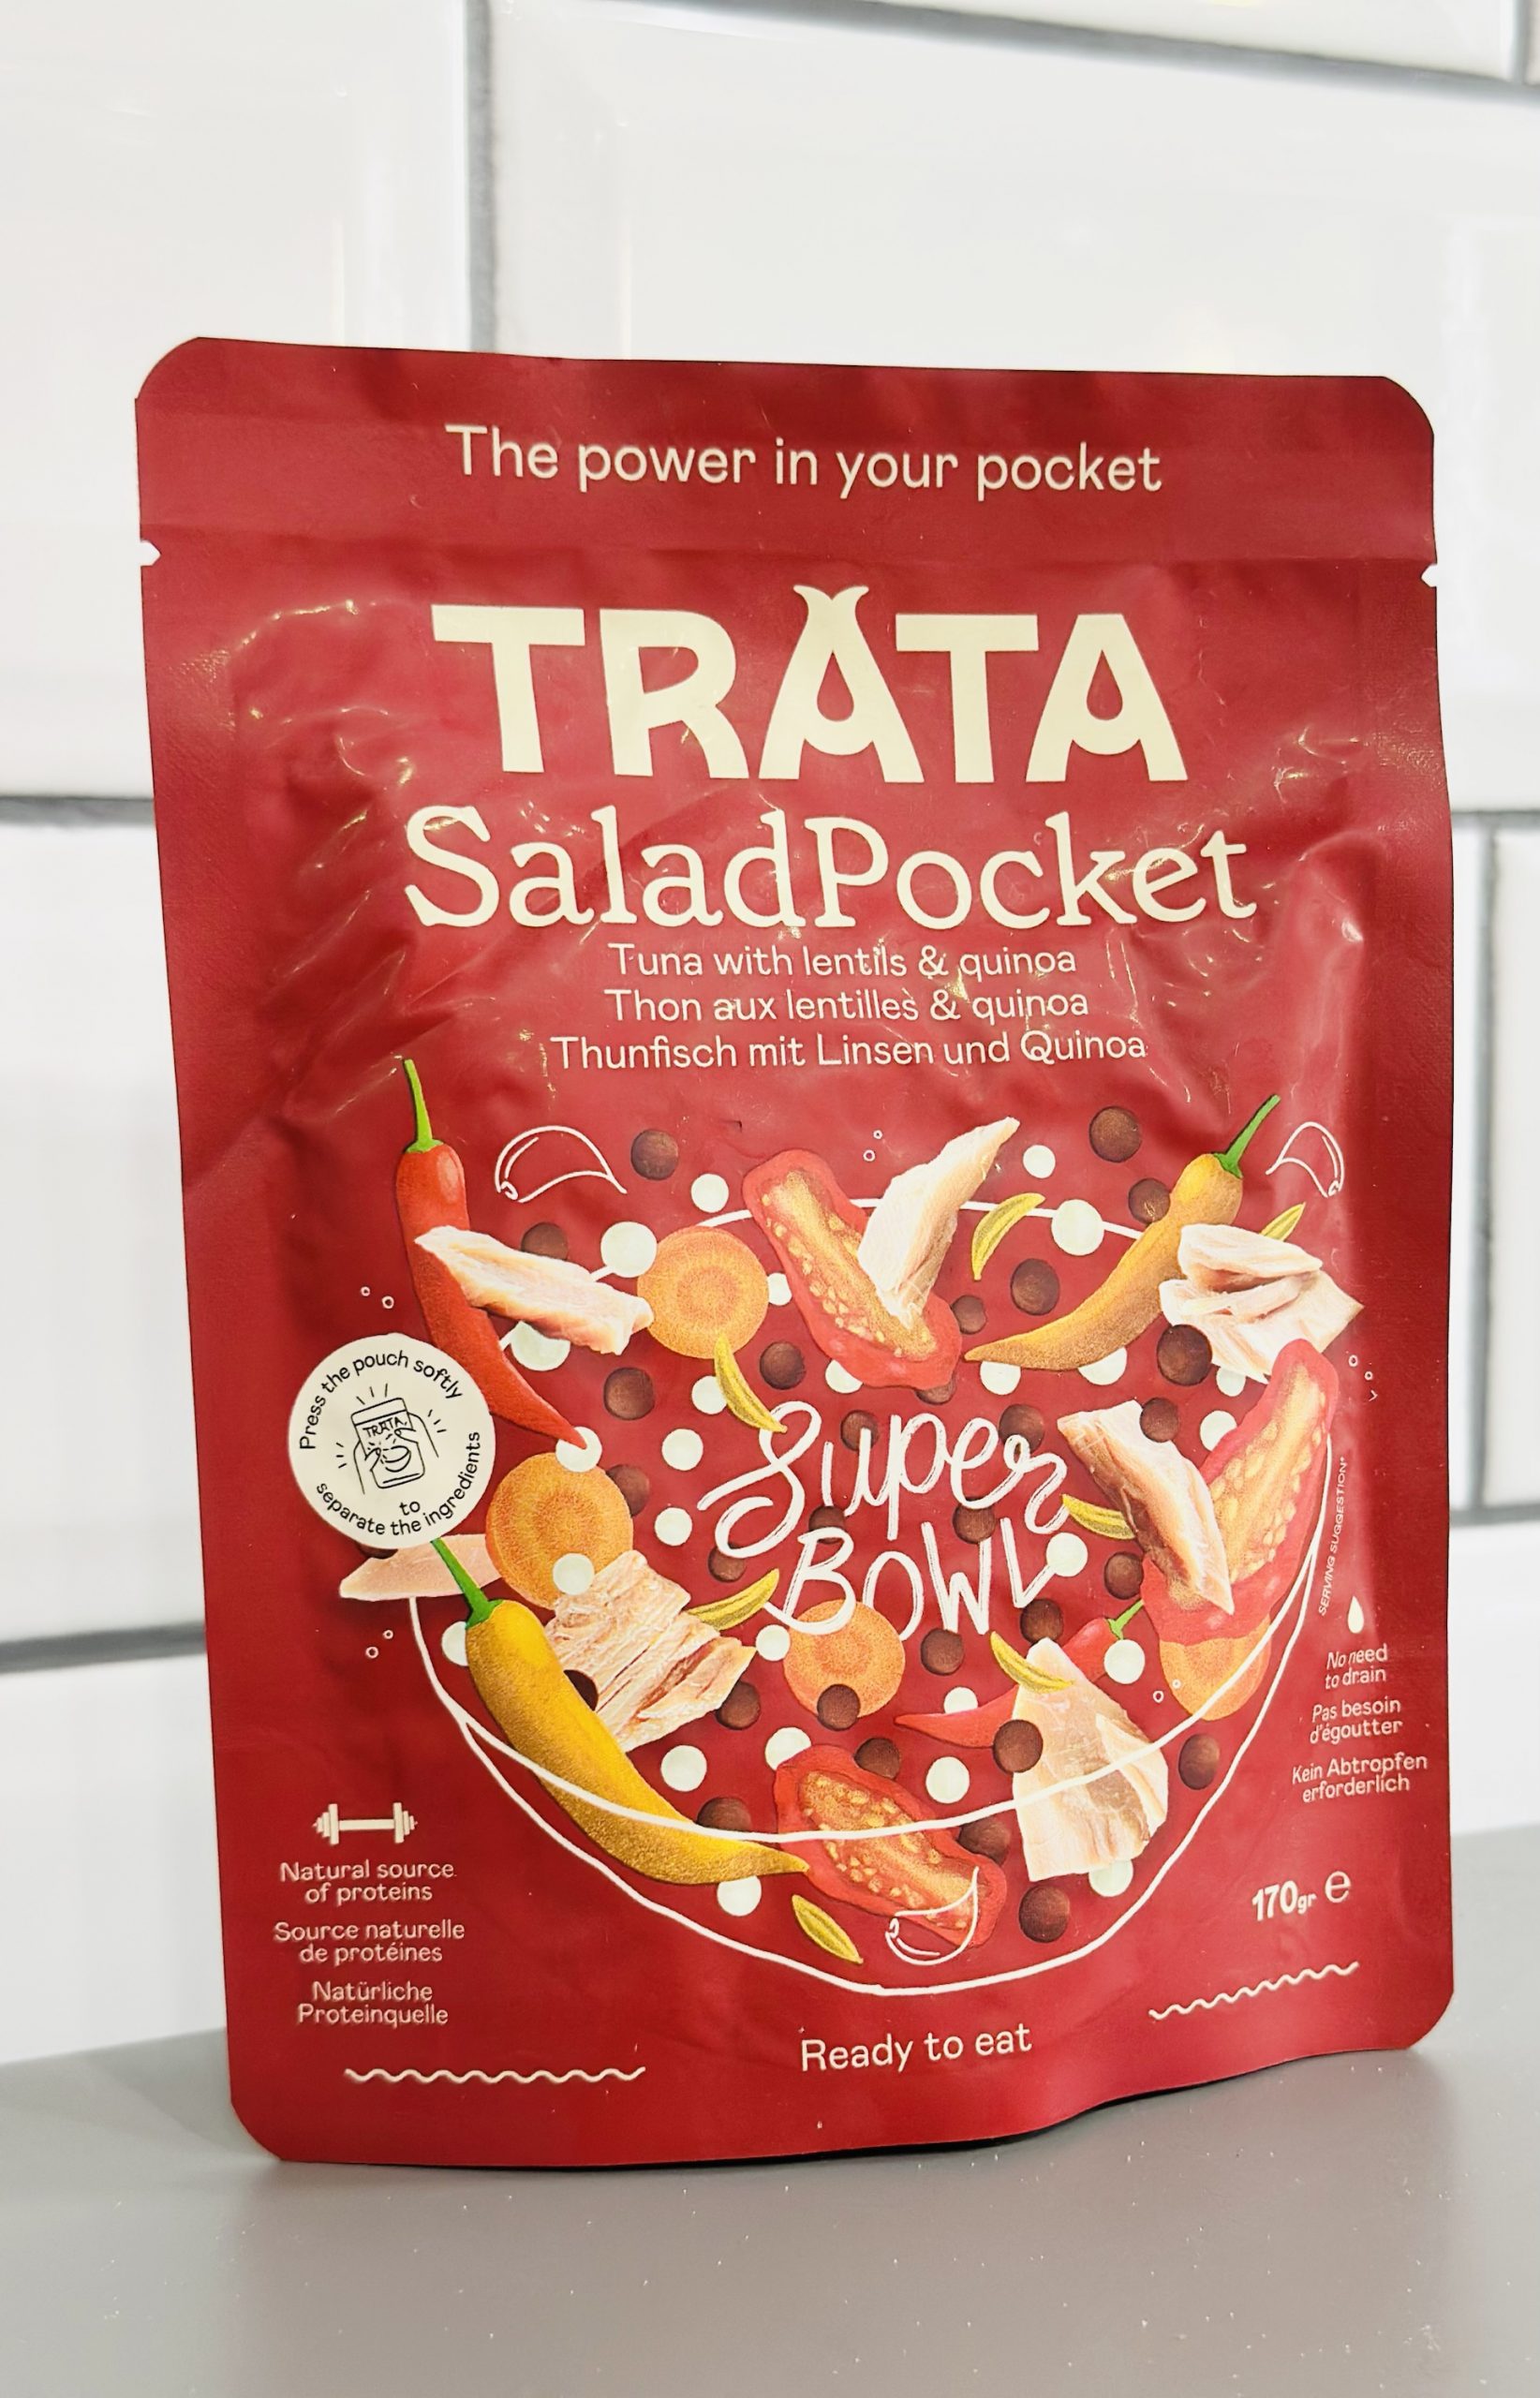 The power in your pocket
TRATA
SaladPocket
Tuna with lentils & quinoa
Thon aux lentilles & quinoa
Thunfisch mit Linsen und Quinoa
Press the pouch softly
TRATA
to
separate the ingredients
Super
BOWL
SERVING SUGGESTION*
No need
to drain
Pas besoin
d'égoutter
Kein Abtropfen
erforderlich
Natural source
of proteins
Source naturelle
de protéines
Natürliche
Proteinquelle
170gr e
Ready to eat